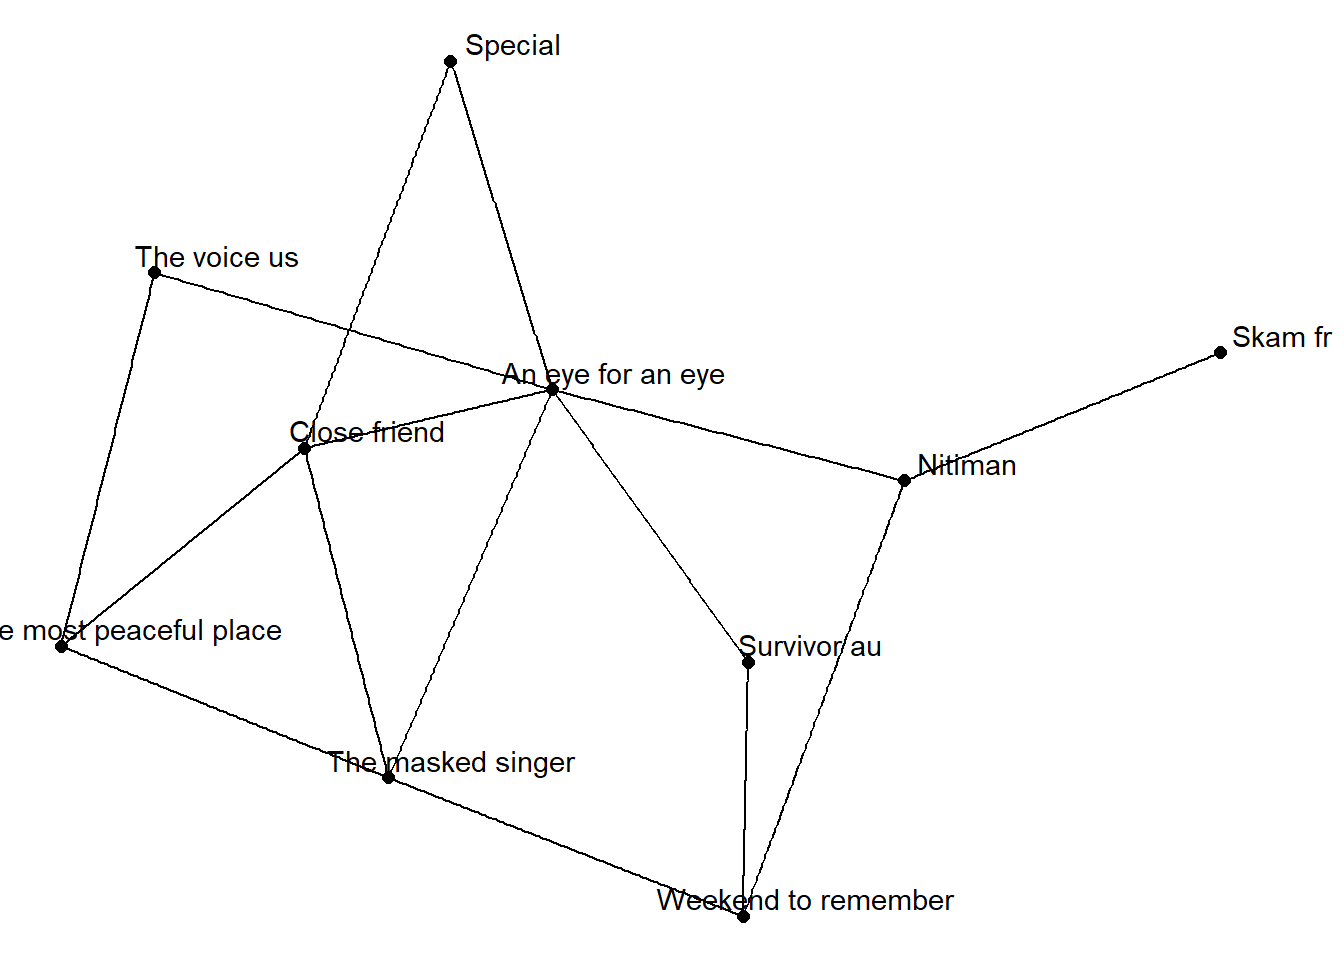 Special
The voice us
Skam fr
An eye for an eye
Close friend
Nitiman
e most peaceful place
Survivor au
The masked singer
Weekend to remember